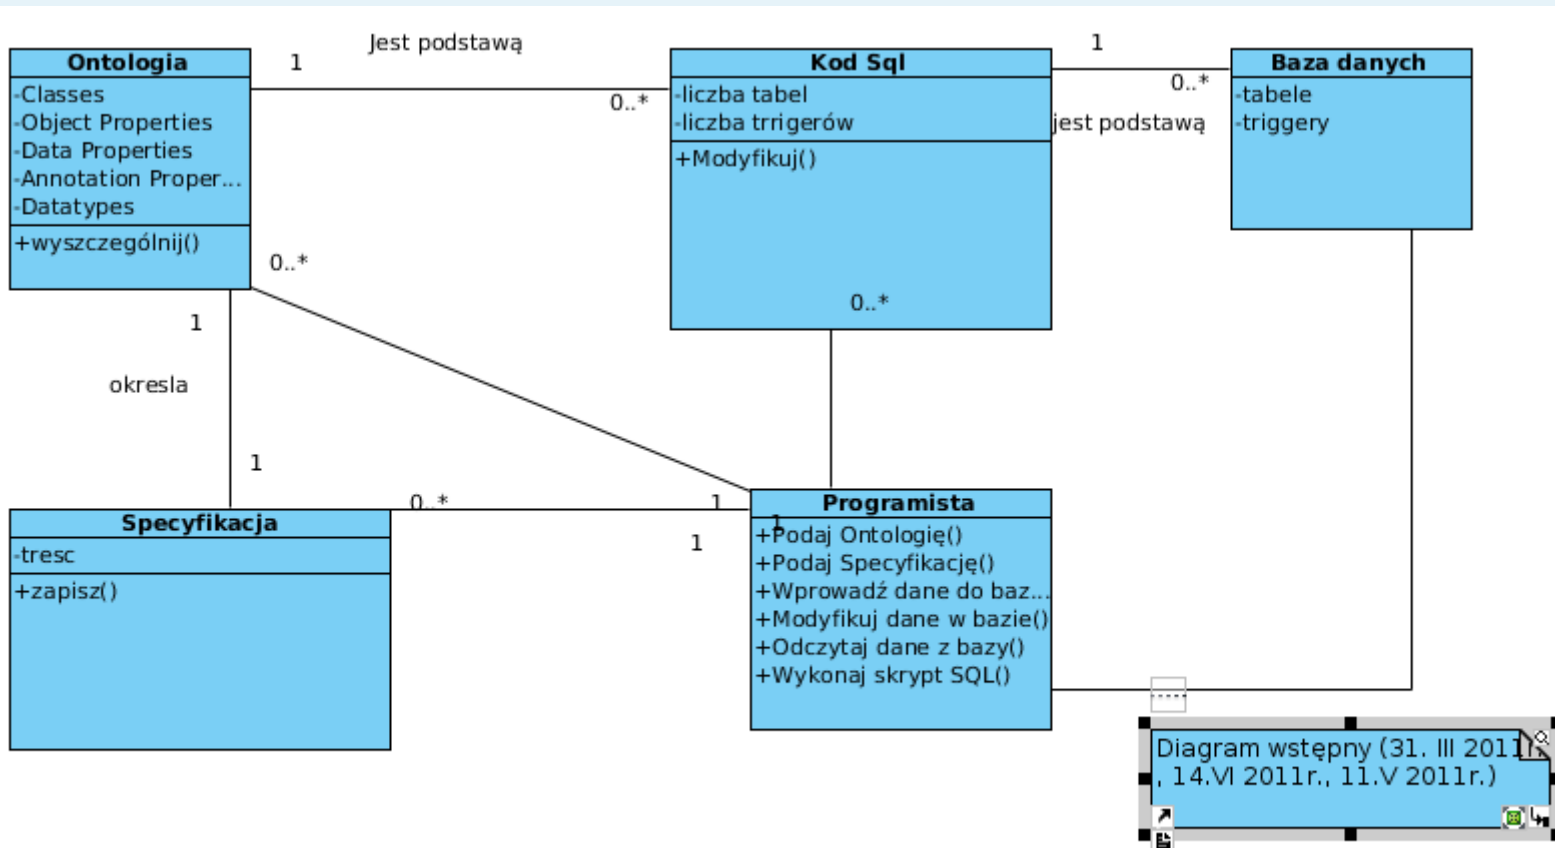 Jest podstawą
1
0..*
1
0..*
jest podstawą
Ontologia
-Classes
-Object Properties
-Data Properties
-Annotation Proper...
-Datatypes
+wyszczególnij()
Kod Sql
-liczba tabel
-liczba trrigerów
+Modyfikuj()
0..*
Baza danych
-tabele
-triggery
0..*
1
okresla
1
0..*
1
1
1
Specyfikacja
-tresc
+zapisz()
Programista
+Podaj Ontologię()
+Podaj Specyfikację()
+Wprowadź dane do baz...
+Modyfikuj dane w bazie()
+Odczytaj dane z bazy()
+Wykonaj skrypt SQL()
Diagram wstępny (31. III 2011r.
, 14.VI 2011r., 11.V 2011r.)